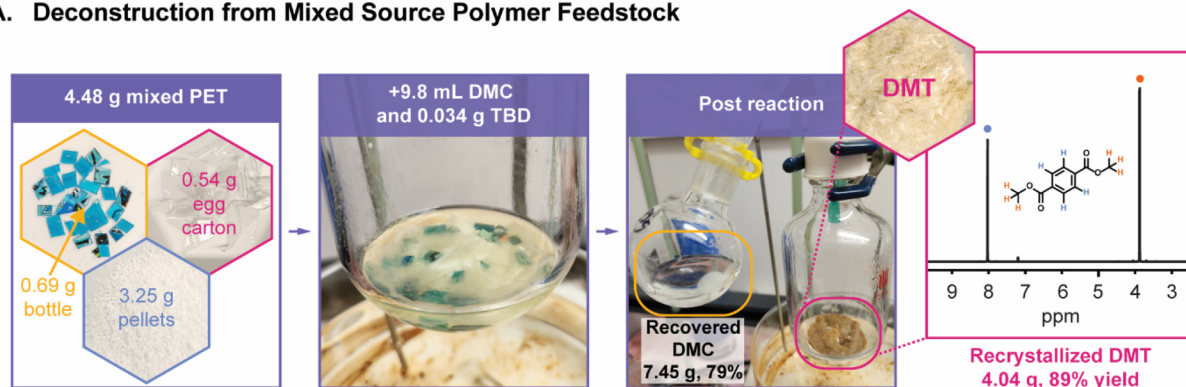 A. Deconstruction from Mixed Source Polymer Feedstock
4.48 g mixed PET
0.54 g
egg
carton
0.69 g
bottle
3.25 g
pellets
+9.8 mL DMC
and 0.034 g TBD
Post reaction
Recovered
DMC
7.45 g, 79%
DMT
H
H
H
H
H
H
H
H
H
H
O
O
O
O
9 8 7 6 5 4 3
ppm
Recrystallized DMT
4.04 g, 89% yield